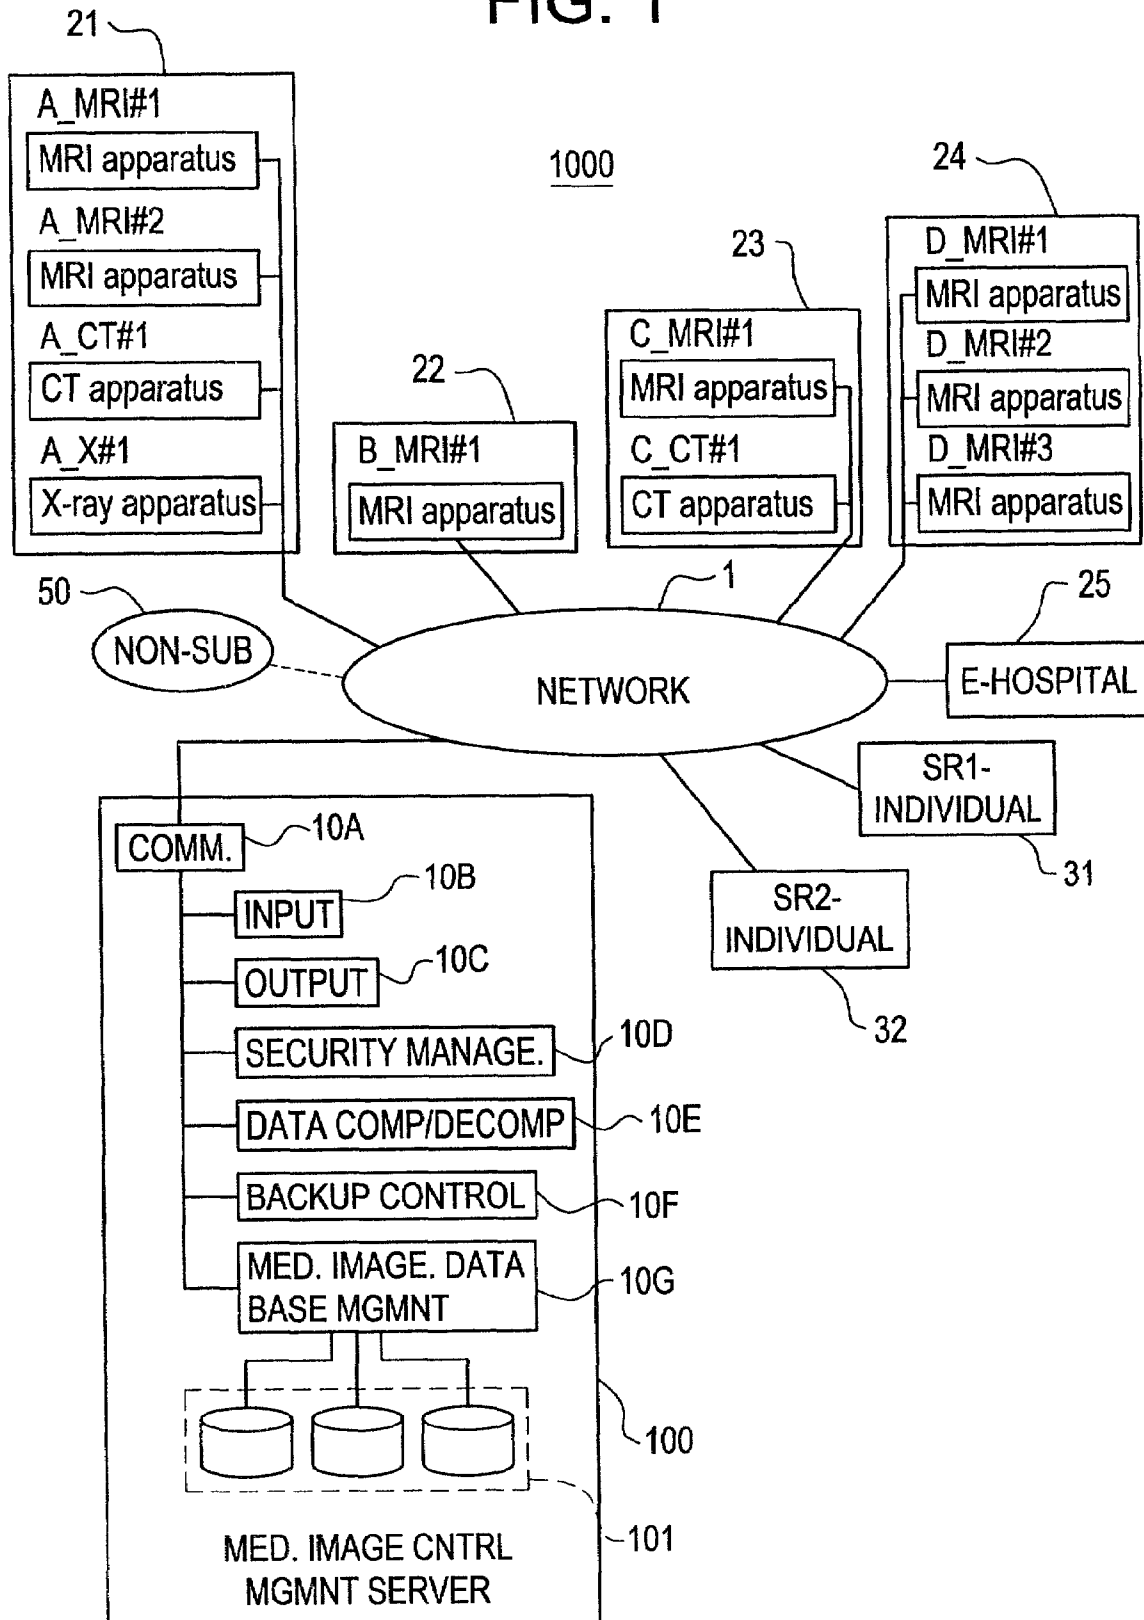 FIG. 1
21
A_MRI#1
MRI apparatus
A_MRI#2
MRI apparatus
A_CT#1
CT apparatus
A_X#1
X-ray apparatus
1000
22
B_MRI#1
MRI apparatus
23
C_MRI#1
MRI apparatus
C_CT#1
CT apparatus
24
D_MRI#1
MRI apparatus
D_MRI#2
MRI apparatus
D_MRI#3
MRI apparatus
50
NON-SUB
1
NETWORK
25
E-HOSPITAL
SR1-
INDIVIDUAL
31
SR2-
INDIVIDUAL
32
COMM.
10A
INPUT
10B
OUTPUT
10C
SECURITY MANAGE.
10D
DATA COMP/DECOMP
10E
BACKUP CONTROL
10F
MED. IMAGE. DATA
BASE MGMNT
10G
100
101
MED. IMAGE CNTRL
MGMNT SERVER